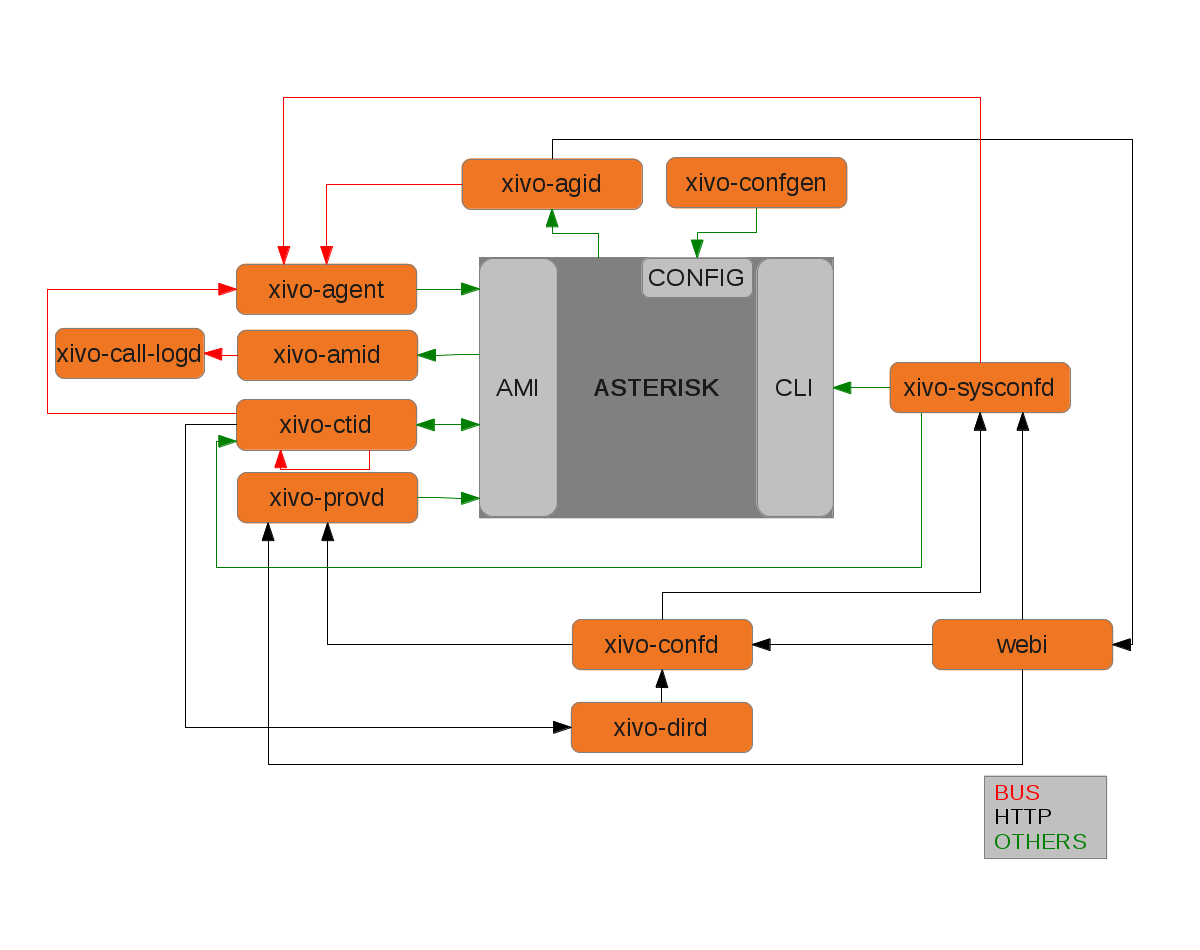 xivo-agid
xivo-confgen
xivo-agent
CONFIG
xivo-call-logd
xivo-amid
AMI
ASTERISK
CLI
xivo-sysconfd
xivo-ctid
xivo-provd
xivo-confd
webi
xivo-dird
BUS
HTTP
OTHERS